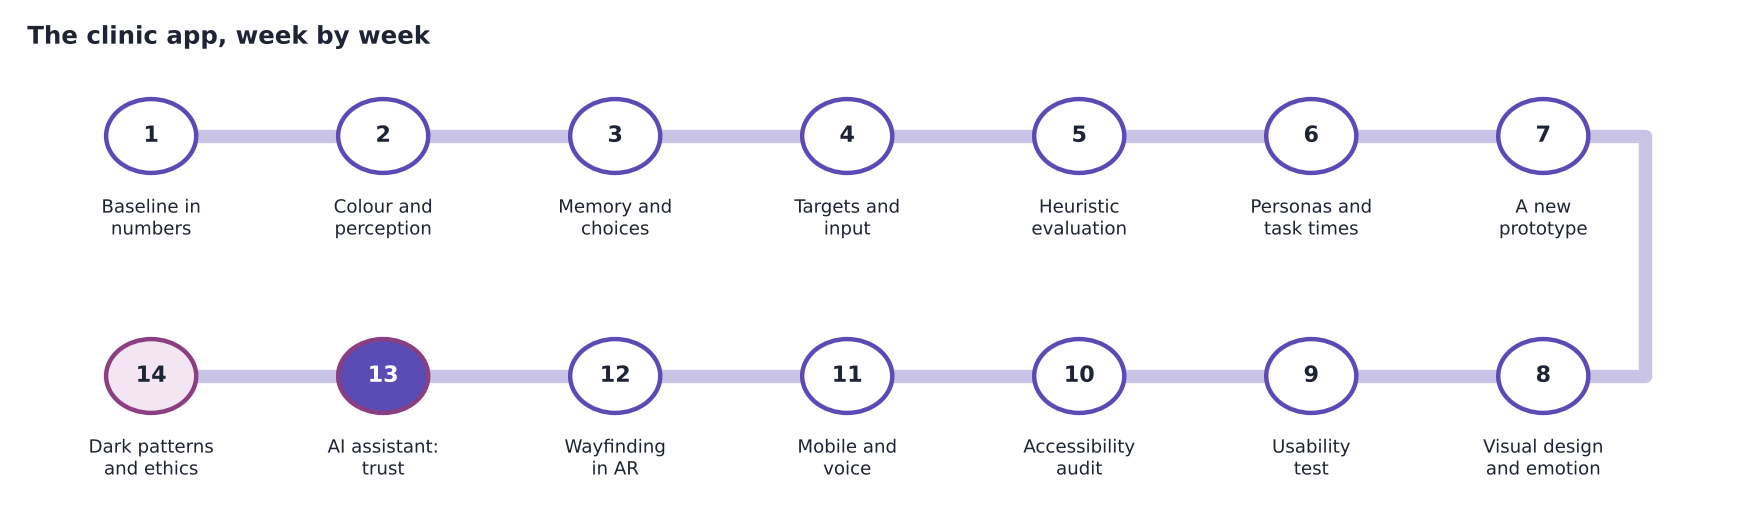 The clinic app, week by week
1
2
3
4
5
6
7
Baseline in
numbers
Colour and
perception
Memory and
choices
Targets and
input
Heuristic
evaluation
Personas and
task times
A new
prototype
14
13
12
11
10
9
8
Dark patterns
and ethics
AI assistant:
trust
Wayfinding
in AR
Mobile and
voice
Accessibility
audit
Usability
test
Visual design
and emotion